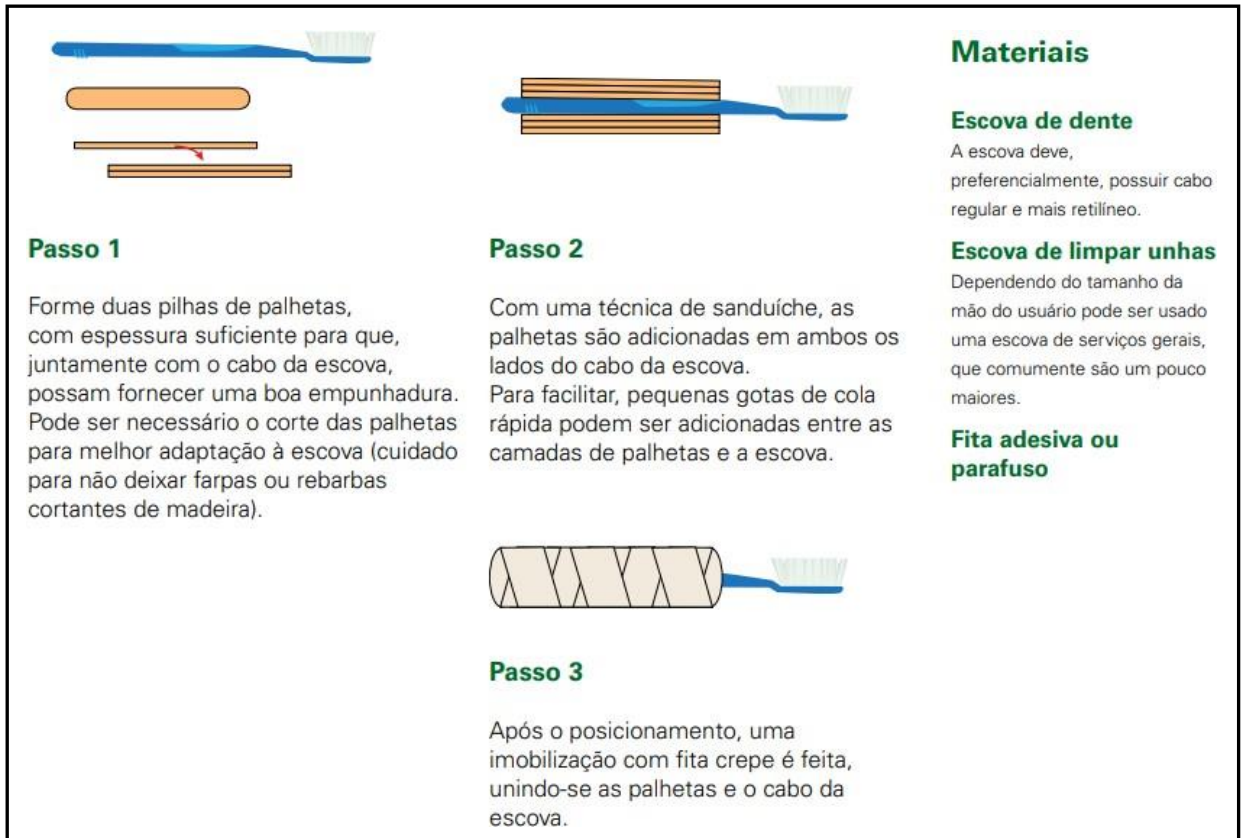 Passo 1
Forme duas pilhas de palhetas,
com espessura suficiente para que,
juntamente com o cabo da escova,
possam fornecer uma boa empunhadura.
Pode ser necessário o corte das palhetas
para melhor adaptação à escova (cuidado
para não deixar farpas ou rebarbas
cortantes de madeira).
Passo 2
Com uma técnica de sanduíche, as
palhetas são adicionadas em ambos os
lados do cabo da escova.
Para facilitar, pequenas gotas de cola
rápida podem ser adicionadas entre as
camadas de palhetas e a escova.
Passo 3
Após o posicionamento, uma
imobilização com fita crepe é feita,
unindo-se as palhetas e o cabo da
escova.
Materiais
Escova de dente
A escova deve,
preferencialmente, possuir cabo
regular e mais retilíneo.
Escova de limpar unhas
Dependendo do tamanho da
mão do usuário pode ser usado
uma escova de serviços gerais,
que comumente são um pouco
maiores.
Fita adesiva ou
parafuso